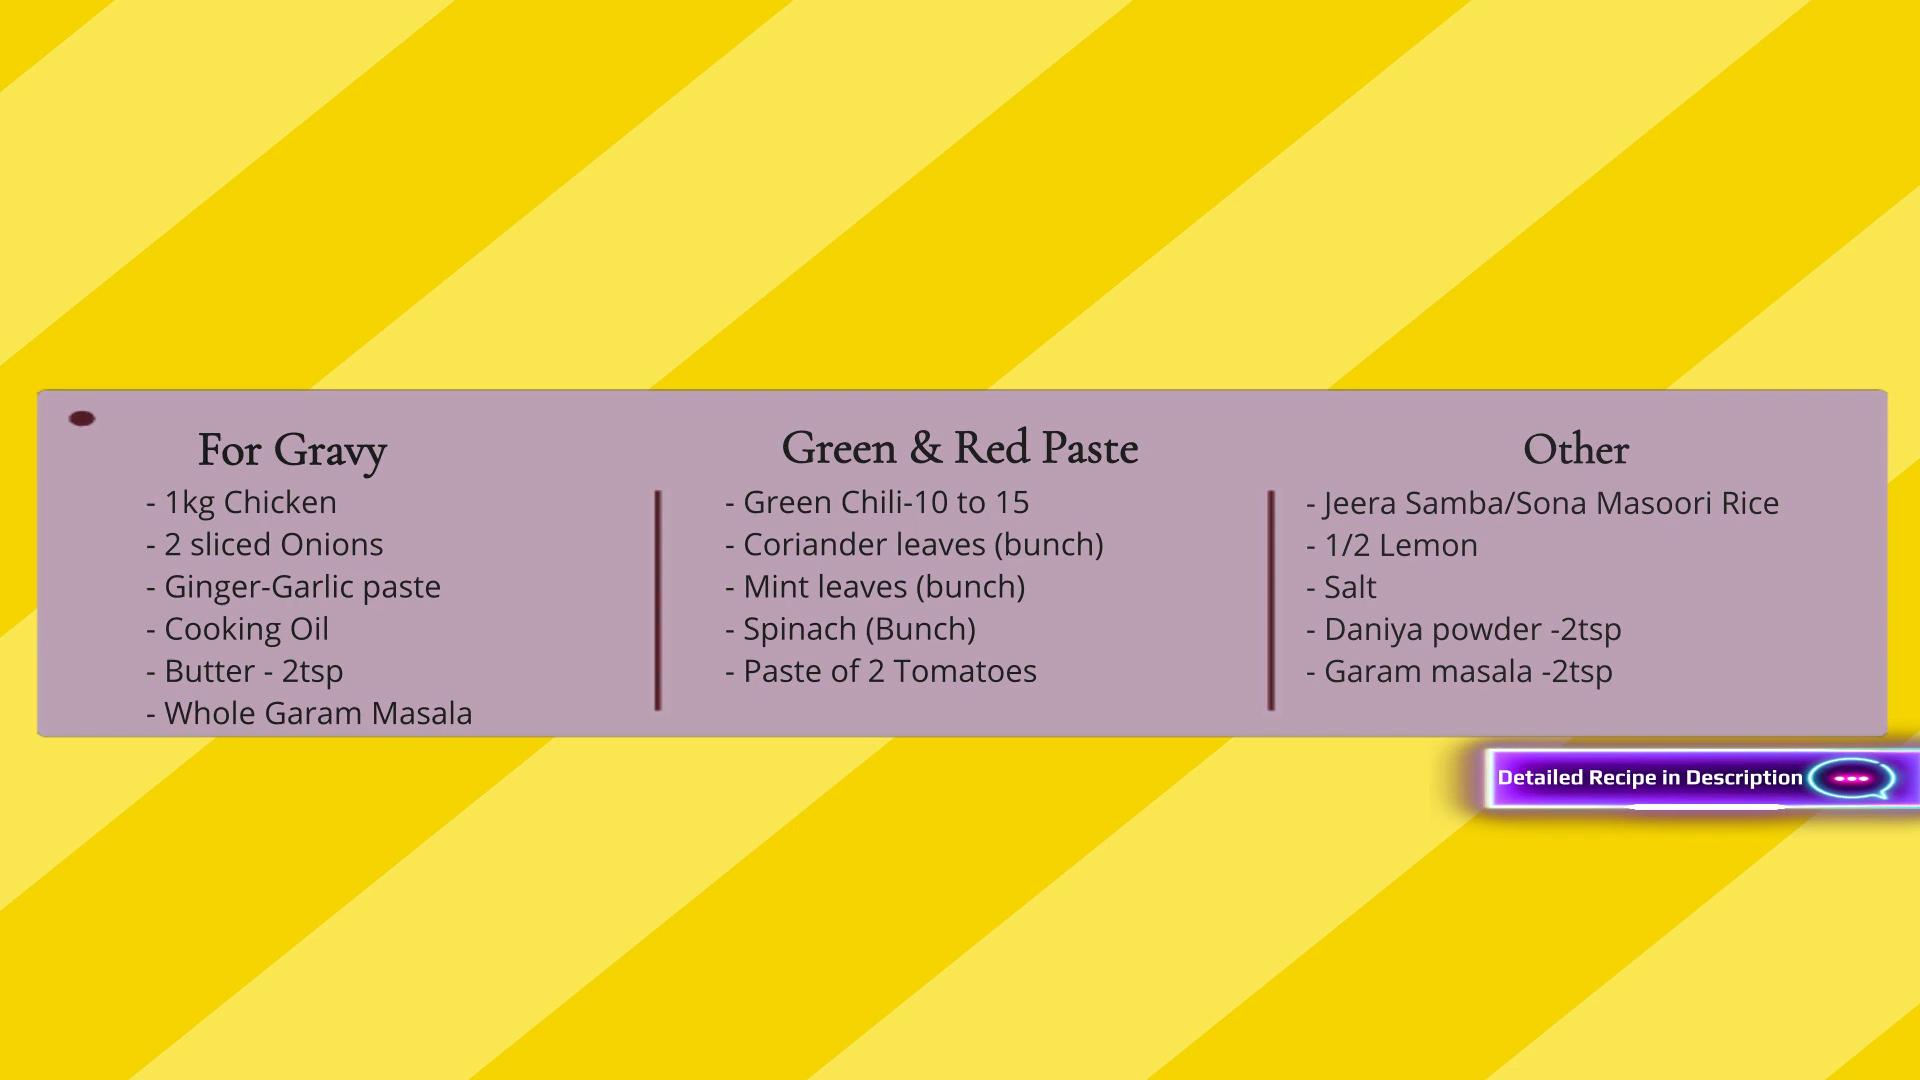 For Gravy
- 1kg Chicken
- 2 sliced Onions
- Ginger-Garlic paste
- Cooking Oil
- Butter - 2tsp
- Whole Garam Masala
Green & Red Paste
- Green Chili-10 to 15
- Coriander leaves (bunch)
- Mint leaves (bunch)
- Spinach (Bunch)
- Paste of 2 Tomatoes
Other
- Jeera Samba/Sona Masoori Rice
- 1/2 Lemon
- Salt
- Daniya powder -2tsp
- Garam masala -2tsp
Detailed Recipe in Description